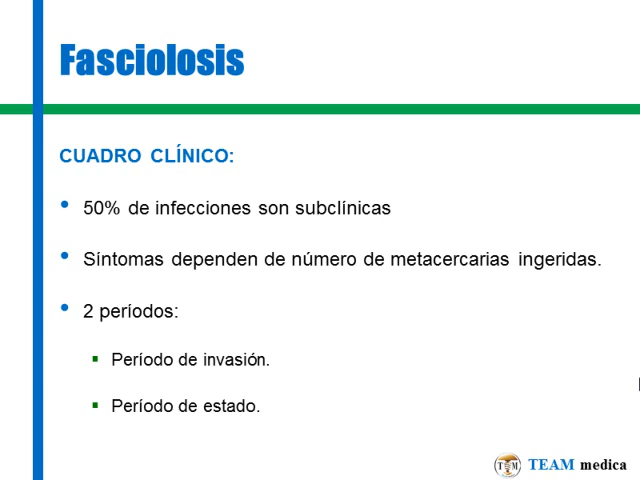 Fasciolosis
CUADRO CLÍNICO:
• 50% de infecciones son subclínicas
• Síntomas dependen de número de metacercarias ingeridas.
• 2 períodos:
▪ Período de invasión.
▪ Período de estado.
TEAM medica